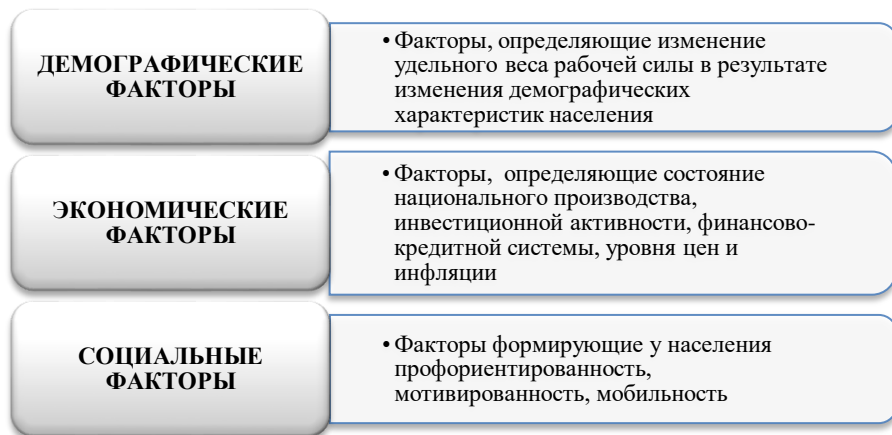 ДЕМОГРАФИЧЕСКИЕ
ФАКТОРЫ
• Факторы, определяющие изменение
удельного веса рабочей силы в результате
изменения демографических
характеристик населения
ЭКОНОМИЧЕСКИЕ
ФАКТОРЫ
• Факторы, определяющие состояние
национального производства,
инвестиционной активности, финансово-
кредитной системы, уровня цен и
инфляции
СОЦИАЛЬНЫЕ
ФАКТОРЫ
• Факторы формирующие у населения
профориентированность,
мотивированность, мобильность